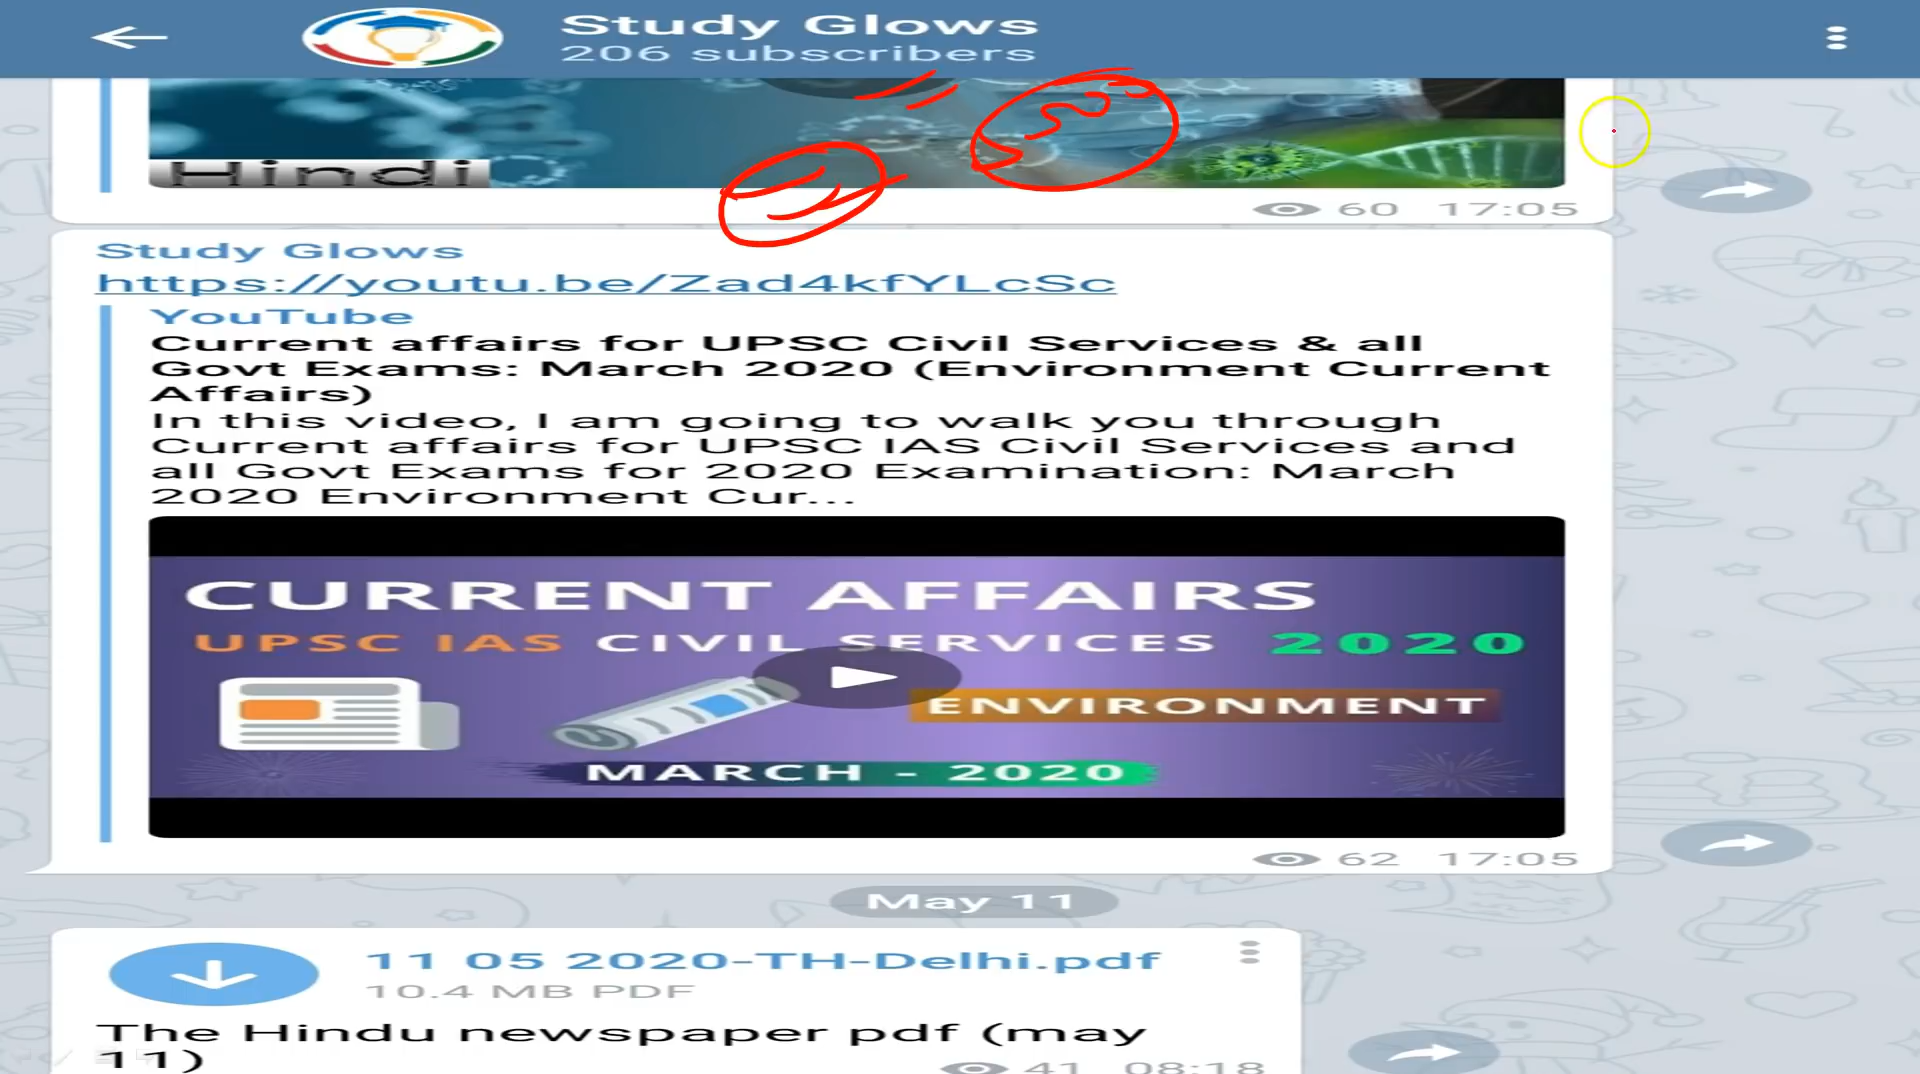 Study Glows
206 subscribers
Hindi
60 17:05
Study Glows
https://youtu.be/Zad4kfYLcSc
YouTube
Current affairs for UPSC Civil Services & all
Govt Exams: March 2020 (Environment Current
Affairs)
In this video, I am going to walk you through
Current affairs for UPSC IAS Civil Services and
all Govt Exams for 2020 Examination: March
2020 Environment Cur...
CURRENT AFFAIRS
UPSC IAS CIVIL SERVICES 2020
ENVIRONMENT
MARCH - 2020
62 17:05
May 11
11 05 2020-TH-Delhi.pdf
10.4 MB PDF
The Hindu newspaper pdf (may
11)
41 08:18